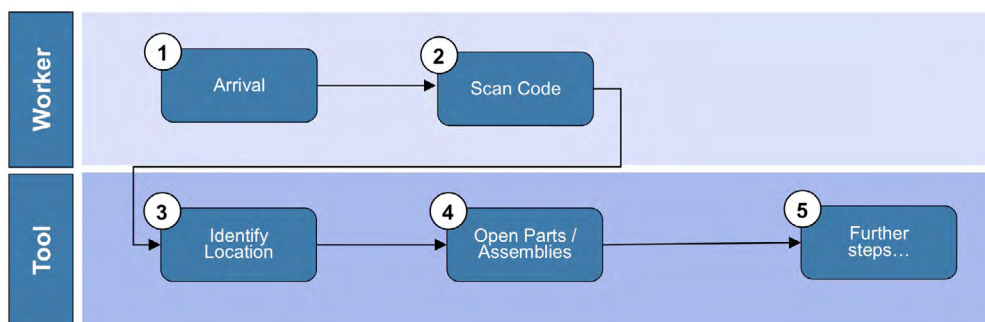 Worker
1
Arrival
2
Scan Code
Tool
3
Identify
Location
4
Open Parts /
Assemblies
5
Further
steps...